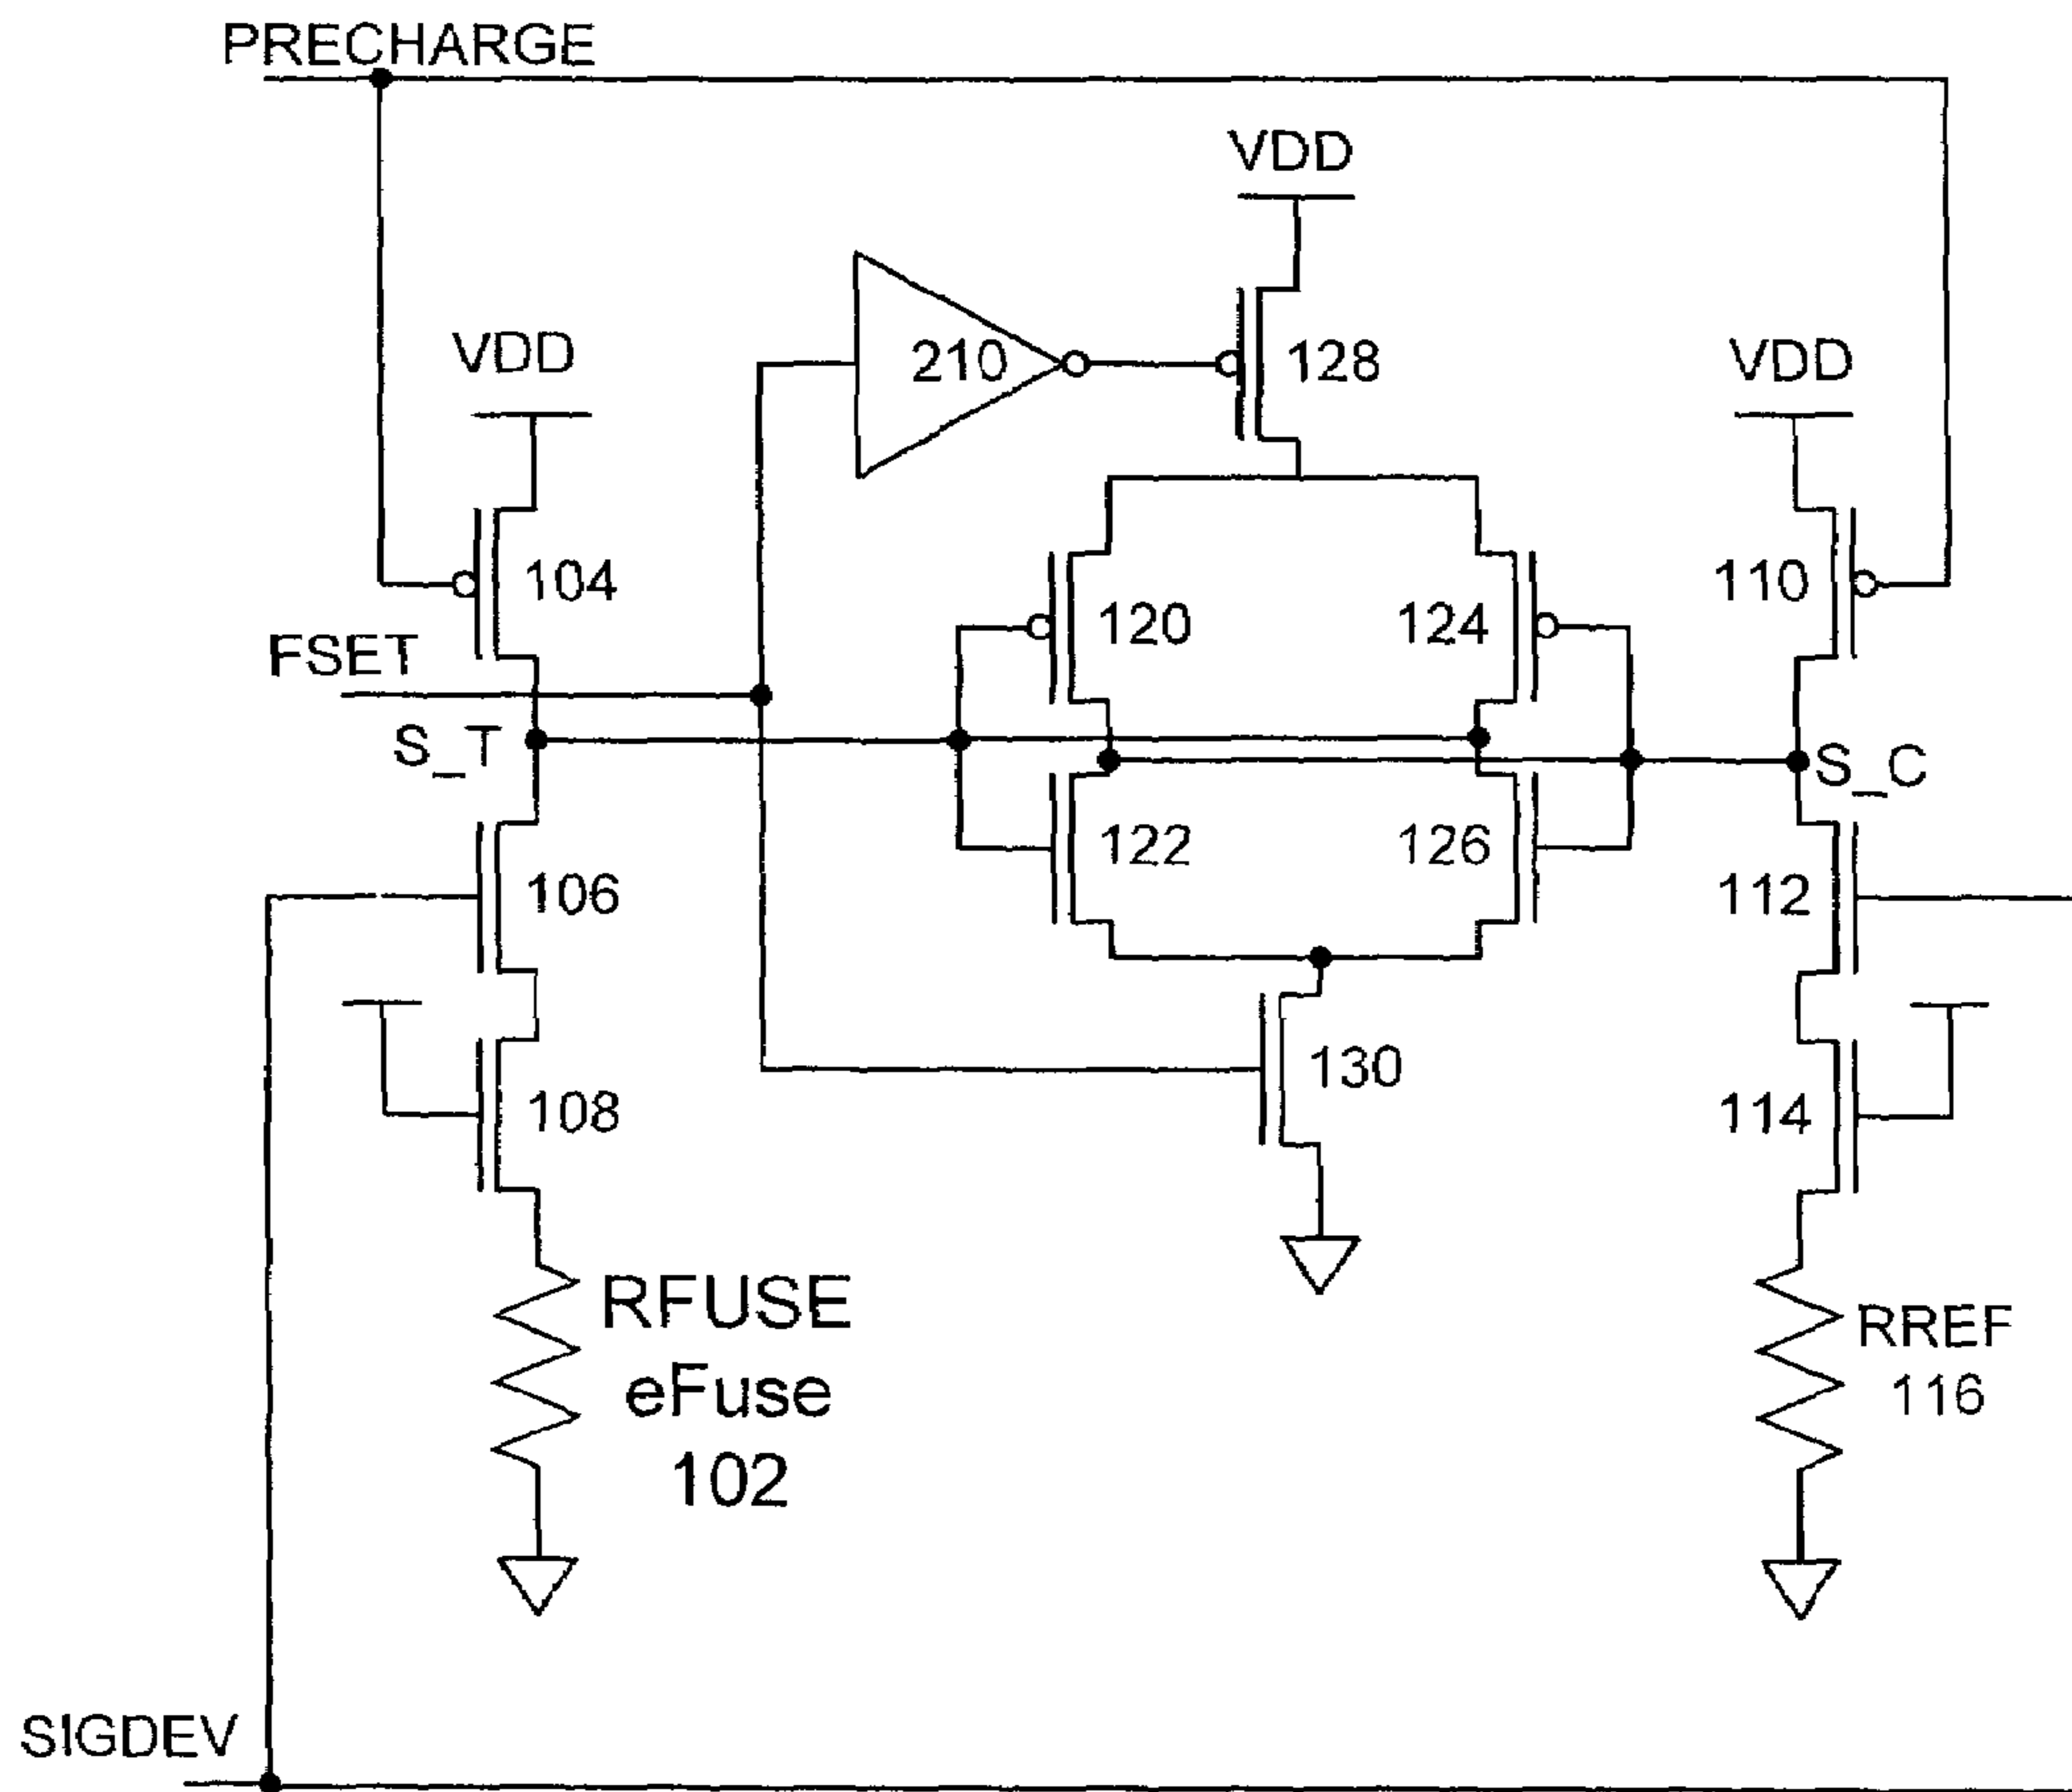 PRECHARGE
VDD
210
128
VDD
VDD
104
120
124
110
FSET
S_T
S_C
106
122
126
112
108
130
114
RFUSE
eFuse
102
RREF
116
SIGDEV